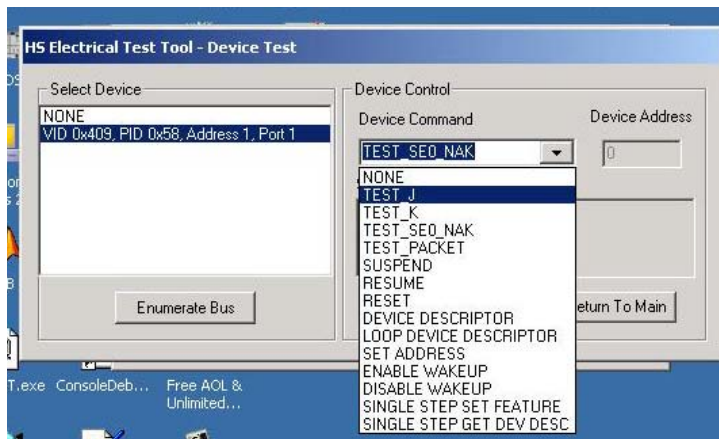 HS Electrical Test Tool - Device Test
Select Device
NONE
VID 0x409, PID 0x58, Address 1, Port 1
Enumerate Bus
Device Control
Device Command
Device Address
TEST_SE0_NAK
0
NONE
TEST_J
TEST_K
TEST_SE0_NAK
TEST_PACKET
SUSPEND
RESUME
RESET
DEVICE DESCRIPTOR
LOOP DEVICE DESCRIPTOR
SET ADDRESS
ENABLE WAKEUP
DISABLE WAKEUP
SINGLE STEP SET FEATURE
SINGLE STEP GET DEV DESC
eturn To Main
T.exe
ConsoleDeb...
Free AOL &
Unlimited...